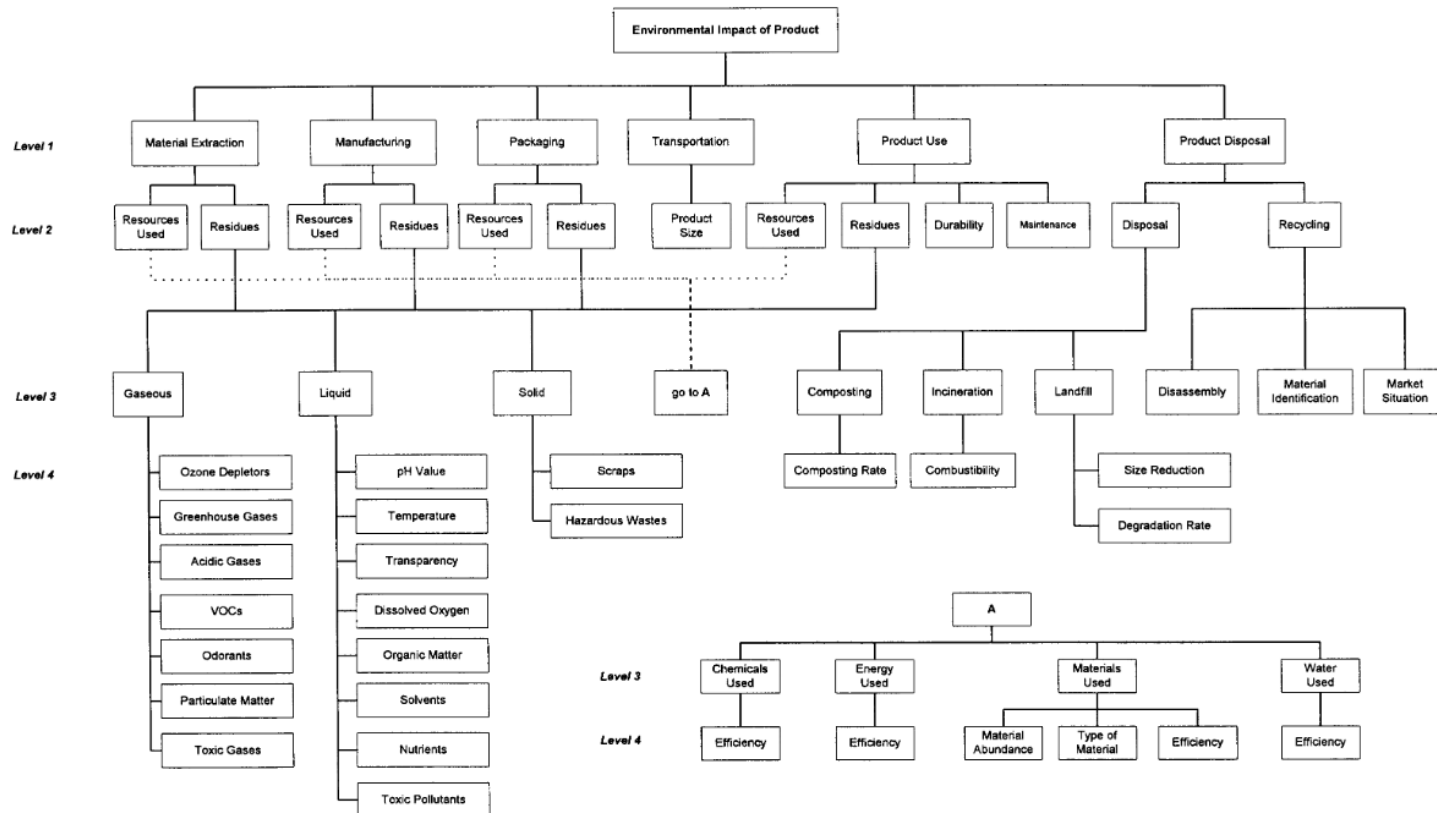 Environmental Impact of Product
Level 1
Material Extraction
Manufacturing
Packaging
Transportation
Product Use
Product Disposal
Level 2
Resources
Used
Residues
Resources
Used
Residues
Resources
Used
Residues
Product
Size
Resources
Used
Residues
Durability
Maintenance
Disposal
Recycling
Level 3
Gaseous
Liquid
Solid
go to A
Composting
Incineration
Landfill
Disassembly
Material
Identification
Market
Situation
Level 4
Ozone Depletors
Greenhouse Gases
Acidic Gases
VOCs
Odorants
Particulate Matter
Toxic Gases
pH Value
Temperature
Transparency
Dissolved Oxygen
Organic Matter
Solvents
Nutrients
Toxic Pollutants
Scraps
Hazardous Wastes
Composting Rate
Combustibility
Size Reduction
Degradation Rate
A
Level 3
Chemicals
Used
Energy
Used
Materials
Used
Water
Used
Level 4
Efficiency
Efficiency
Material
Abundance
Type of
Material
Efficiency
Efficiency